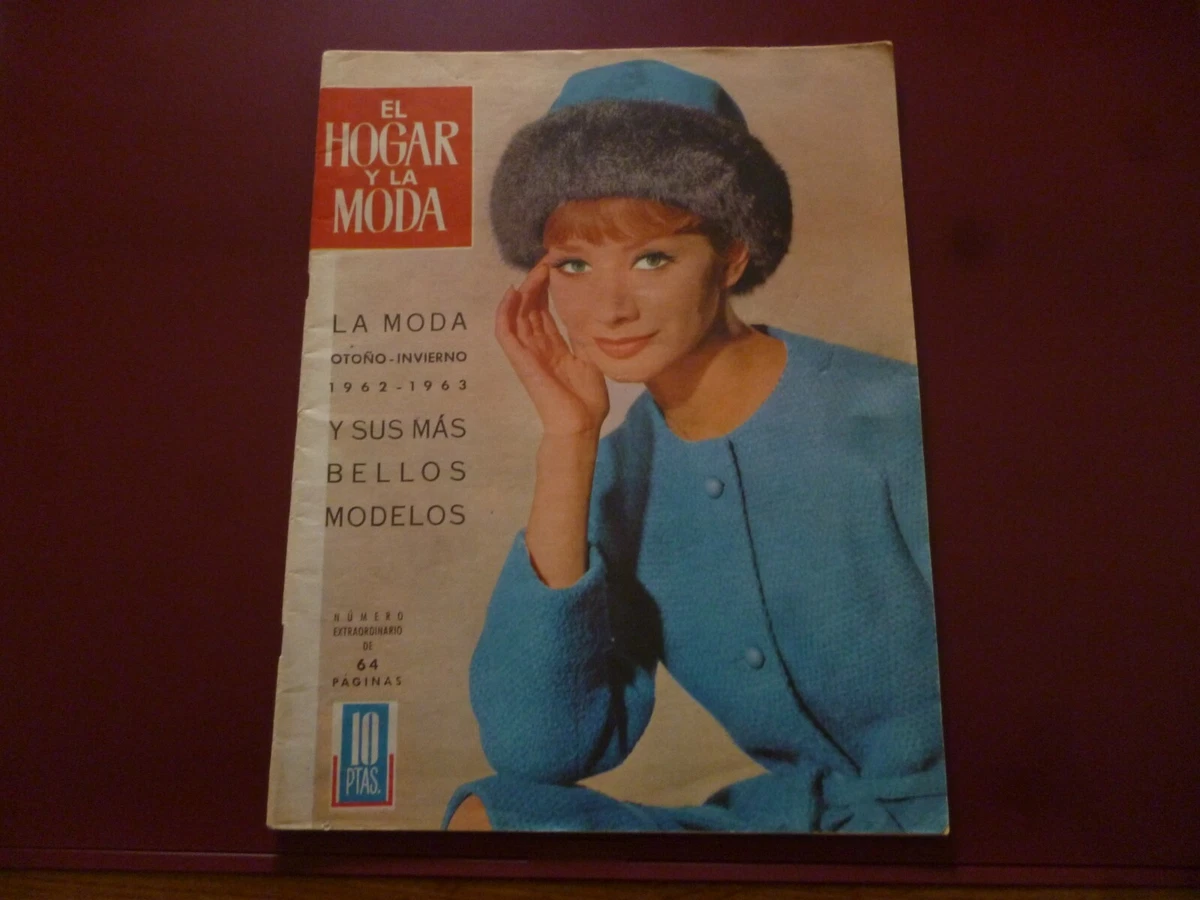 EL
HOGAR
Y LA
MODA
LA MODA
OTOÑO-INVIERNO
1962-1963
Y SUS MÁS
BELLOS
MODELOS
NÚMERO
EXTRAORDINARIO
DE
64
PÁGINAS
10
PTAS.